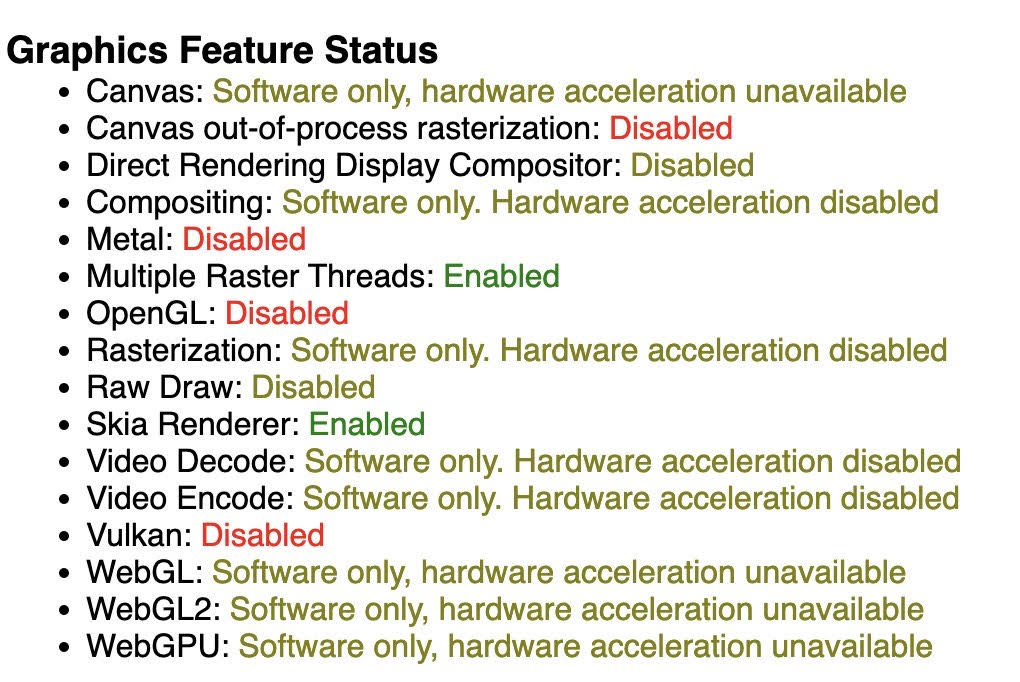 Graphics Feature Status
• Canvas: Software only, hardware acceleration unavailable
• Canvas out-of-process rasterization: Disabled
• Direct Rendering Display Compositor: Disabled
• Compositing: Software only. Hardware acceleration disabled
• Metal: Disabled
• Multiple Raster Threads: Enabled
• OpenGL: Disabled
• Rasterization: Software only. Hardware acceleration disabled
• Raw Draw: Disabled
• Skia Renderer: Enabled
• Video Decode: Software only. Hardware acceleration disabled
• Video Encode: Software only. Hardware acceleration disabled
• Vulkan: Disabled
• WebGL: Software only, hardware acceleration unavailable
• WebGL2: Software only, hardware acceleration unavailable
• WebGPU: Software only, hardware acceleration unavailable